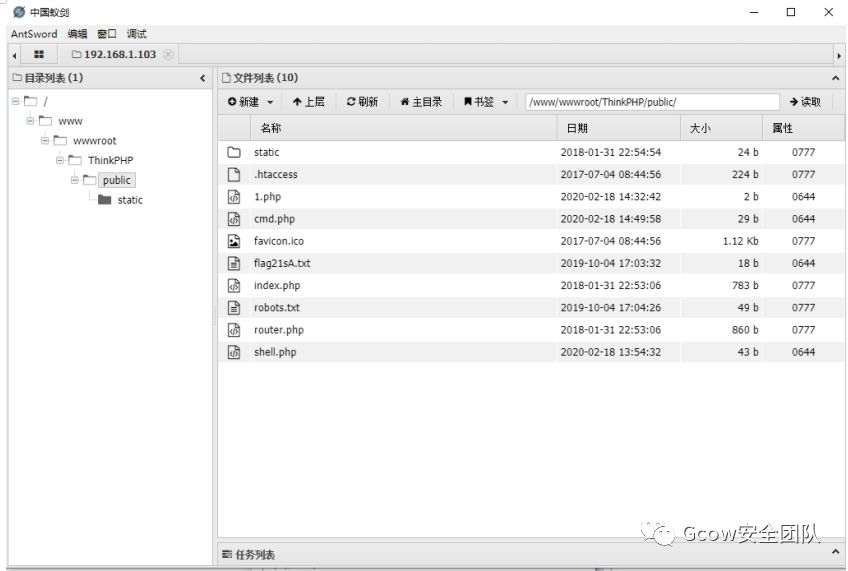 中国蚁剑
AntSword 编辑 窗口 调试
192.168.1.103
目录列表 (1)
/
www
wwwroot
ThinkPHP
public
static
文件列表 (10)
新建 上层 刷新 主目录 书签 /www/wwwroot/ThinkPHP/public/ 读取
名称 日期 大小 属性
static 2018-01-31 22:54:54 24 b 0777
.htaccess 2017-07-04 08:44:56 224 b 0777
1.php 2020-02-18 14:32:42 2 b 0644
cmd.php 2020-02-18 14:49:58 29 b 0644
favicon.ico 2017-07-04 08:44:56 1.12 Kb 0777
flag21sA.txt 2019-10-04 17:03:32 18 b 0644
index.php 2018-01-31 22:53:06 783 b 0777
robots.txt 2019-10-04 17:04:26 49 b 0777
router.php 2018-01-31 22:53:06 860 b 0777
shell.php 2020-02-18 13:54:32 43 b 0644
Gcow安全团队
任务列表